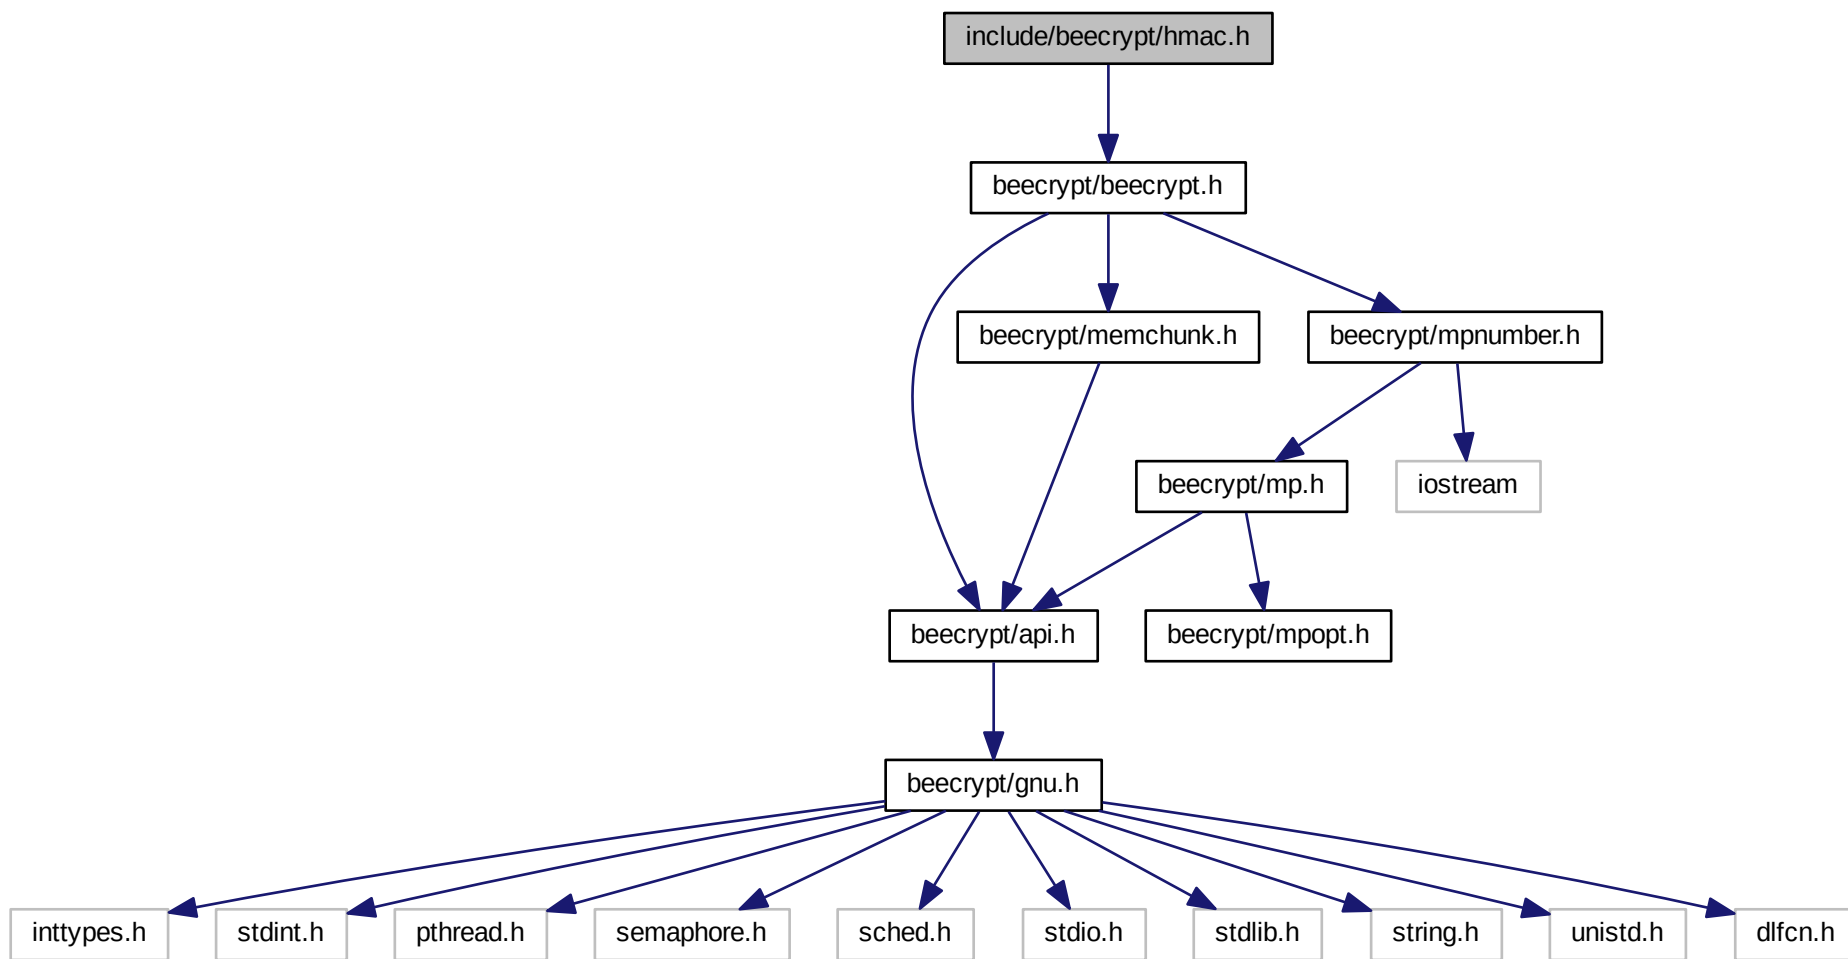 include/beecrypt/hmac.h
beecrypt/beecrypt.h
beecrypt/memchunk.h
beecrypt/mpnumber.h
beecrypt/mp.h
iostream
beecrypt/api.h
beecrypt/mpopt.h
beecrypt/gnu.h
inttypes.h
stdint.h
pthread.h
semaphore.h
sched.h
stdio.h
stdlib.h
string.h
unistd.h
dlfcn.h